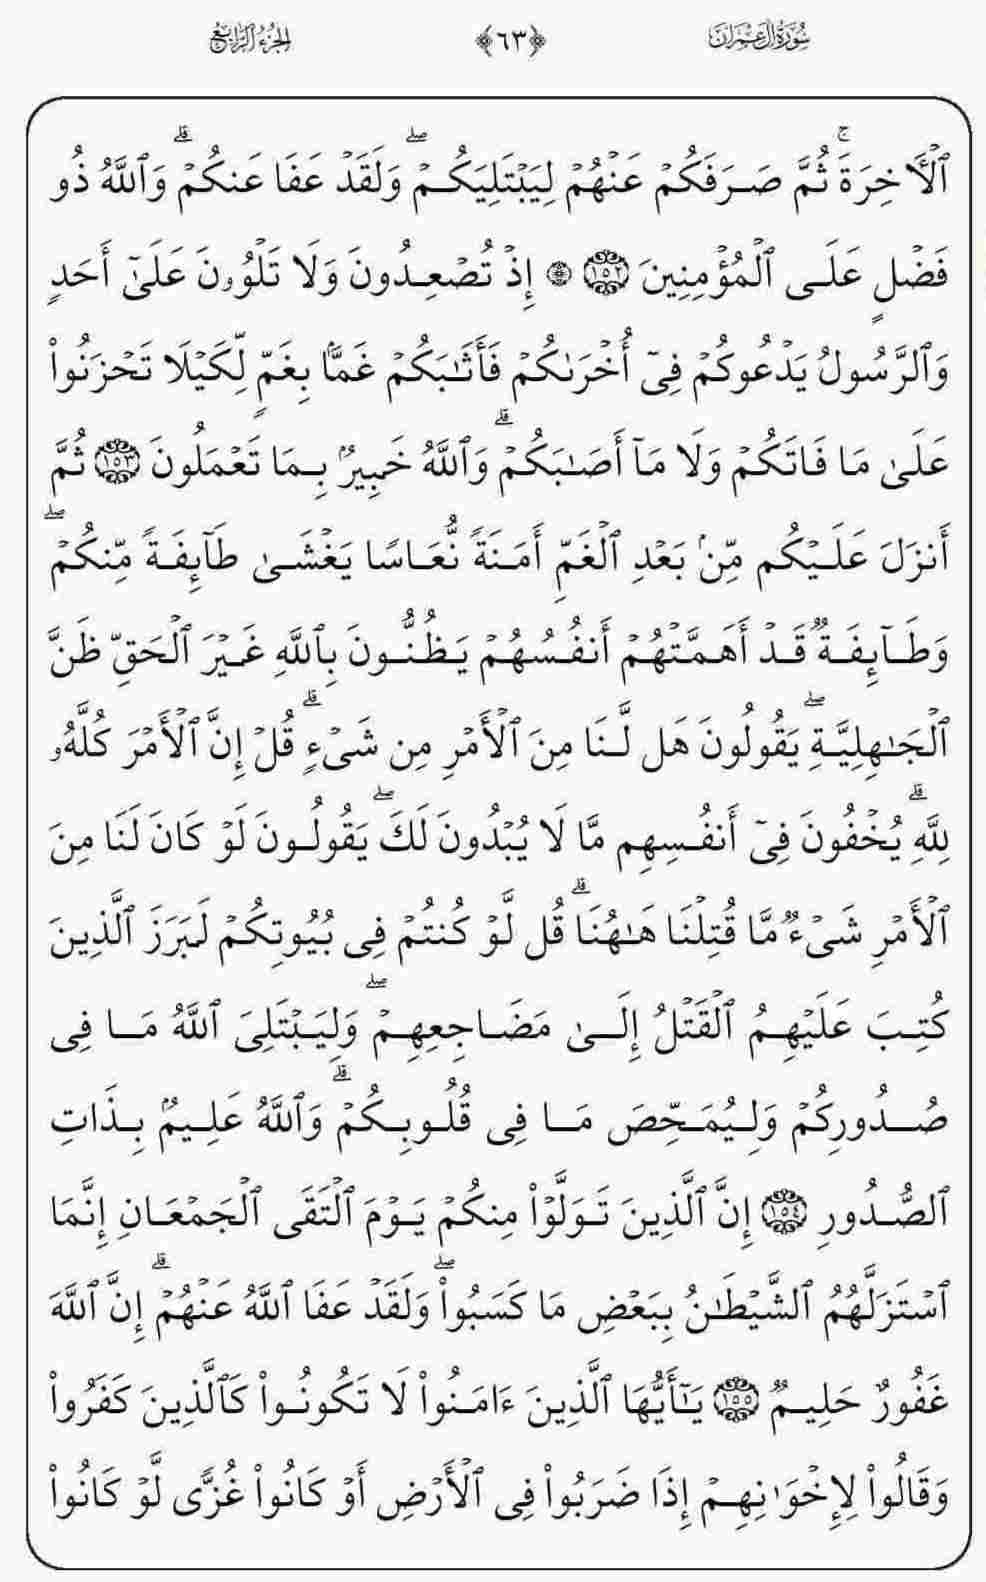 سُورَةُ آلِ عِمْرَانَ ﴿٦٣﴾ الجُزْءُ الرَّابِعُ
ٱلْأَخِرَةَۚ ثُمَّ صَرَفَكُمْ عَنْهُمْ لِيَبْتَلِيَكُمْۖ وَلَقَدْ عَفَا عَنكُمْۗ وَٱللَّهُ ذُو
فَضْلٍ عَلَى ٱلْمُؤْمِنِينَ ١٥٢ ۞ إِذْ تُصْعِدُونَ وَلَا تَلْوُۥنَ عَلَىٰٓ أَحَدٍ
وَٱلرَّسُولُ يَدْعُوكُمْ فِىٓ أُخْرَىٰكُمْ فَأَثَٰبَكُمْ غَمًّۢا بِغَمٍّ لِّكَيْلَا تَحْزَنُوا۟
عَلَىٰ مَا فَاتَكُمْ وَلَا مَآ أَصَٰبَكُمْۗ وَٱللَّهُ خَبِيرٌۢ بِمَا تَعْمَلُونَ ١٥٣ ثُمَّ
أَنزَلَ عَلَيْكُم مِّنۢ بَعْدِ ٱلْغَمِّ أَمَنَةً نُّعَاسًا يَغْشَىٰ طَآئِفَةً مِّنكُمْۖ
وَطَآئِفَةٌ قَدْ أَهَمَّتْهُمْ أَنفُسُهُمْ يَظُنُّونَ بِٱللَّهِ غَيْرَ ٱلْحَقِّ ظَنَّ
ٱلْجَٰهِلِيَّةِۖ يَقُولُونَ هَل لَّنَا مِنَ ٱلْأَمْرِ مِن شَىْءٍۗ قُلْ إِنَّ ٱلْأَمْرَ كُلَّهُۥ
لِلَّهِۗ يُخْفُونَ فِىٓ أَنفُسِهِم مَّا لَا يُبْدُونَ لَكَۖ يَقُولُونَ لَوْ كَانَ لَنَا مِنَ
ٱلْأَمْرِ شَىْءٌ مَّا قُتِلْنَا هَٰهُنَاۗ قُل لَّوْ كُنتُمْ فِى بُيُوتِكُمْ لَبَرَزَ ٱلَّذِينَ
كُتِبَ عَلَيْهِمُ ٱلْقَتْلُ إِلَىٰ مَضَاجِعِهِمْۖ وَلِيَبْتَلِىَ ٱللَّهُ مَا فِى
صُدُورِكُمْ وَلِيُمَحِّصَ مَا فِى قُلُوبِكُمْۗ وَٱللَّهُ عَلِيمٌۢ بِذَاتِ
ٱلصُّدُورِ ١٥٤ إِنَّ ٱلَّذِينَ تَوَلَّوْا۟ مِنكُمْ يَوْمَ ٱلْتَقَى ٱلْجَمْعَانِ إِنَّمَا
ٱسْتَزَلَّهُمُ ٱلشَّيْطَٰنُ بِبَعْضِ مَا كَسَبُوا۟ۖ وَلَقَدْ عَفَا ٱللَّهُ عَنْهُمْۗ إِنَّ ٱللَّهَ
غَفُورٌ حَلِيمٌ ١٥٥ يَٰٓأَيُّهَا ٱلَّذِينَ ءَامَنُوا۟ لَا تَكُونُوا۟ كَٱلَّذِينَ كَفَرُوا۟
وَقَالُوا۟ لِإِخْوَٰنِهِمْ إِذَا ضَرَبُوا۟ فِى ٱلْأَرْضِ أَوْ كَانُوا۟ غُزًّى لَّوْ كَانُوا۟